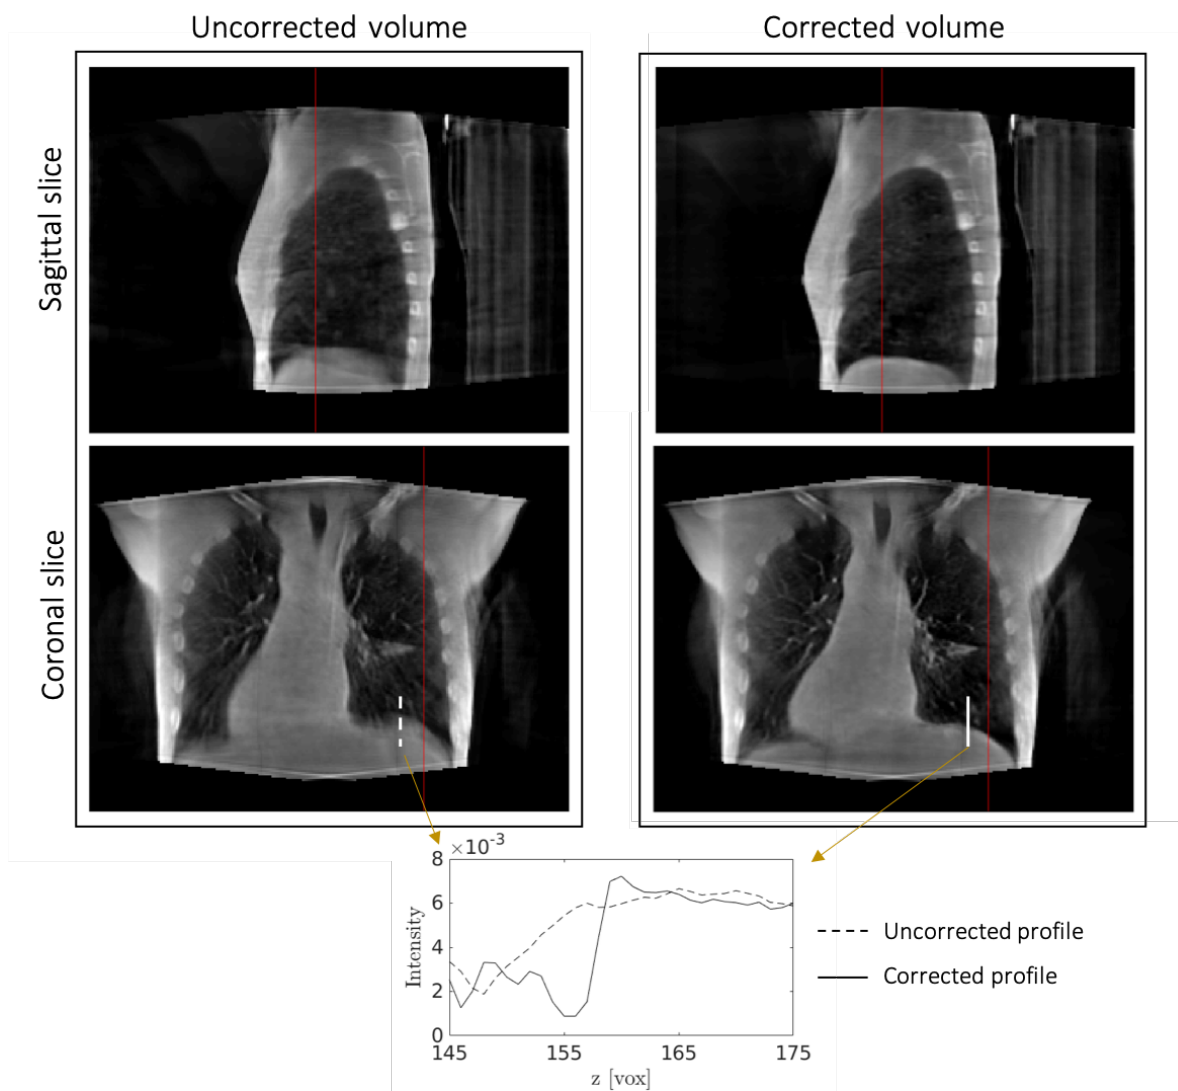 Uncorrected volume
Corrected volume
Sagittal slice
Coronal slice
×10⁻³
8
6
4
2
0
Intensity
145
155
165
175
z [vox]
Uncorrected profile
Corrected profile